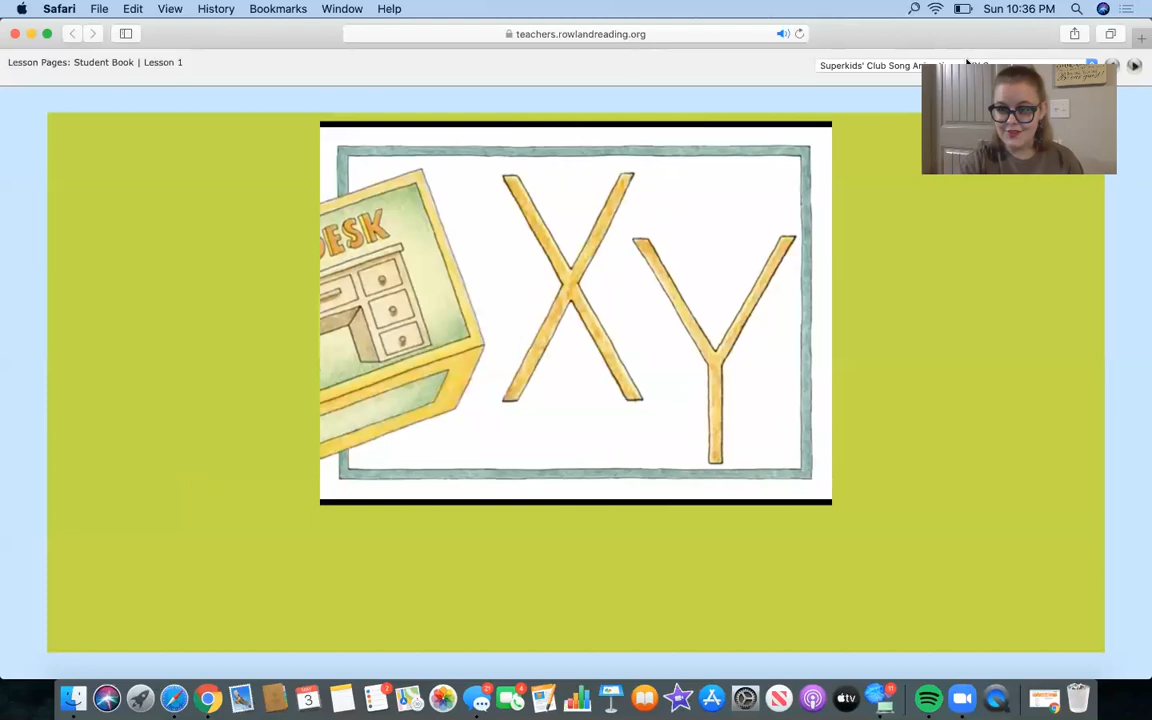 Safari File Edit View History Bookmarks Window Help Sun 10:36 PM
teachers.rowlandreading.org
Lesson Pages: Student Book | Lesson 1
Superkids' Club Song
DESK
X Y